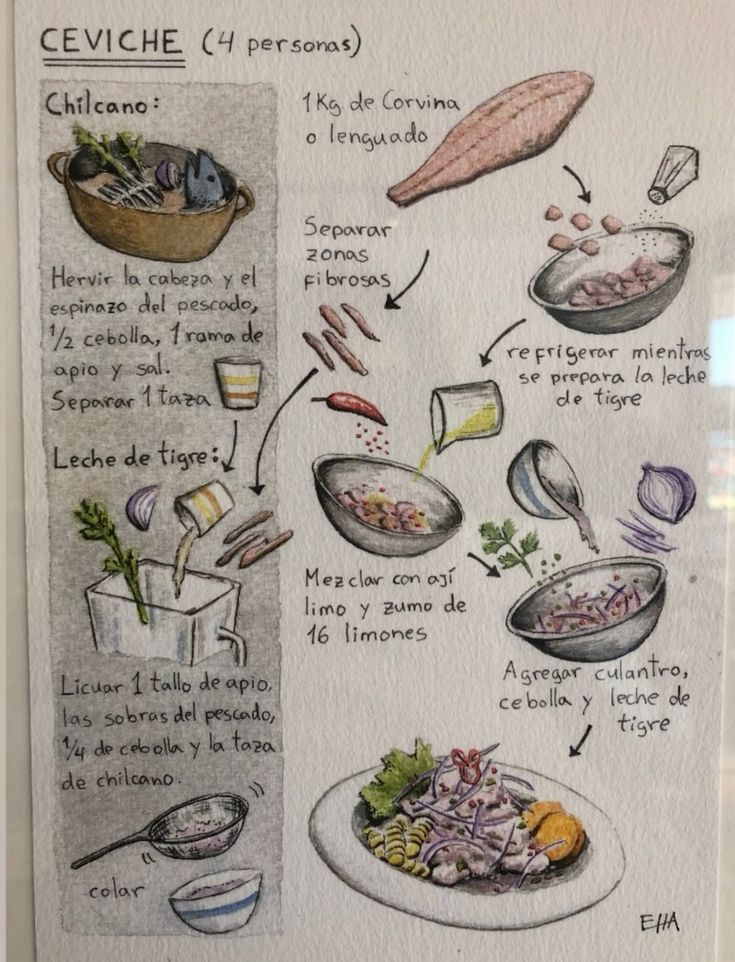 CEVICHE (4 personas)
Chilcano:
Hervir la cabeza y el
espinazo del pescado,
1/2 cebolla, 1 rama de
apio y sal.
Separar 1 taza
Leche de tigre:
Licuar 1 tallo de apio,
las sobras del pescado,
1/4 de cebolla y la taza
de chilcano.
colar
1Kg de Corvina
o lenguado
Separar
zonas
fibrosas
refrigerar mientras
se prepara la leche
de tigre
Mezclar con ají
limo y zumo de
16 limones
Agregar culantro,
cebolla y leche de
tigre